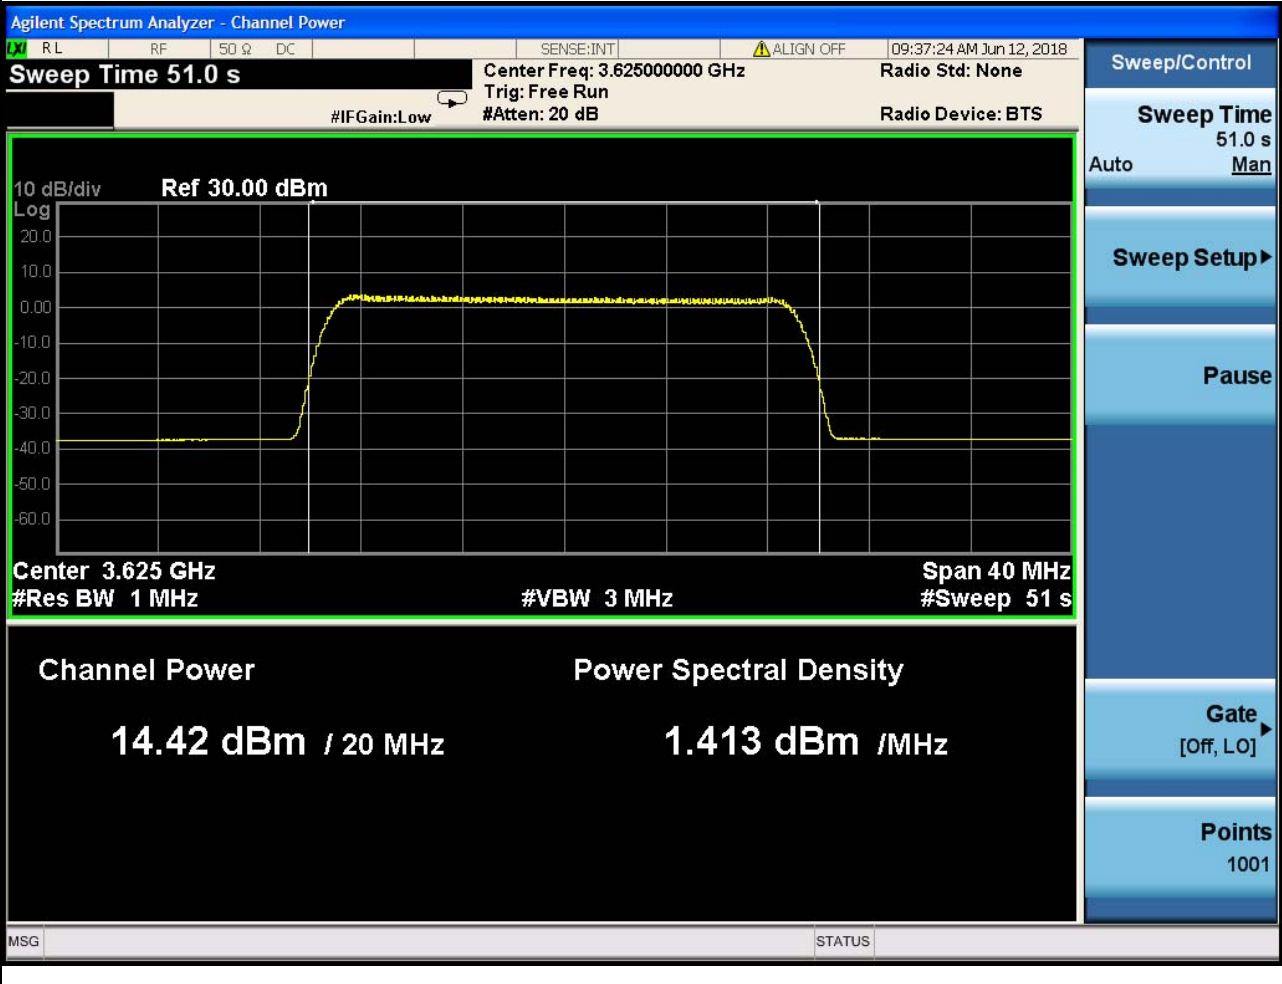 Agilent Spectrum Analyzer - Channel Power
LXI RL RF 50 Ω DC SENSE:INT ALIGN OFF 09:37:24 AM Jun 12, 2018
Sweep Time 51.0 s
Center Freq: 3.625000000 GHz
Radio Std: None
Trig: Free Run
#IFGain:Low
#Atten: 20 dB
Radio Device: BTS
10 dB/div Ref 30.00 dBm
Log
20.0
10.0
0.00
-10.0
-20.0
-30.0
-40.0
-50.0
-60.0
Center 3.625 GHz Span 40 MHz
#Res BW 1 MHz #VBW 3 MHz #Sweep 51 s
Channel Power Power Spectral Density
14.42 dBm / 20 MHz 1.413 dBm /MHz
MSG STATUS
Sweep/Control
Sweep Time
51.0 s
Auto Man
Sweep Setup
Pause
Gate
[Off, LO]
Points
1001